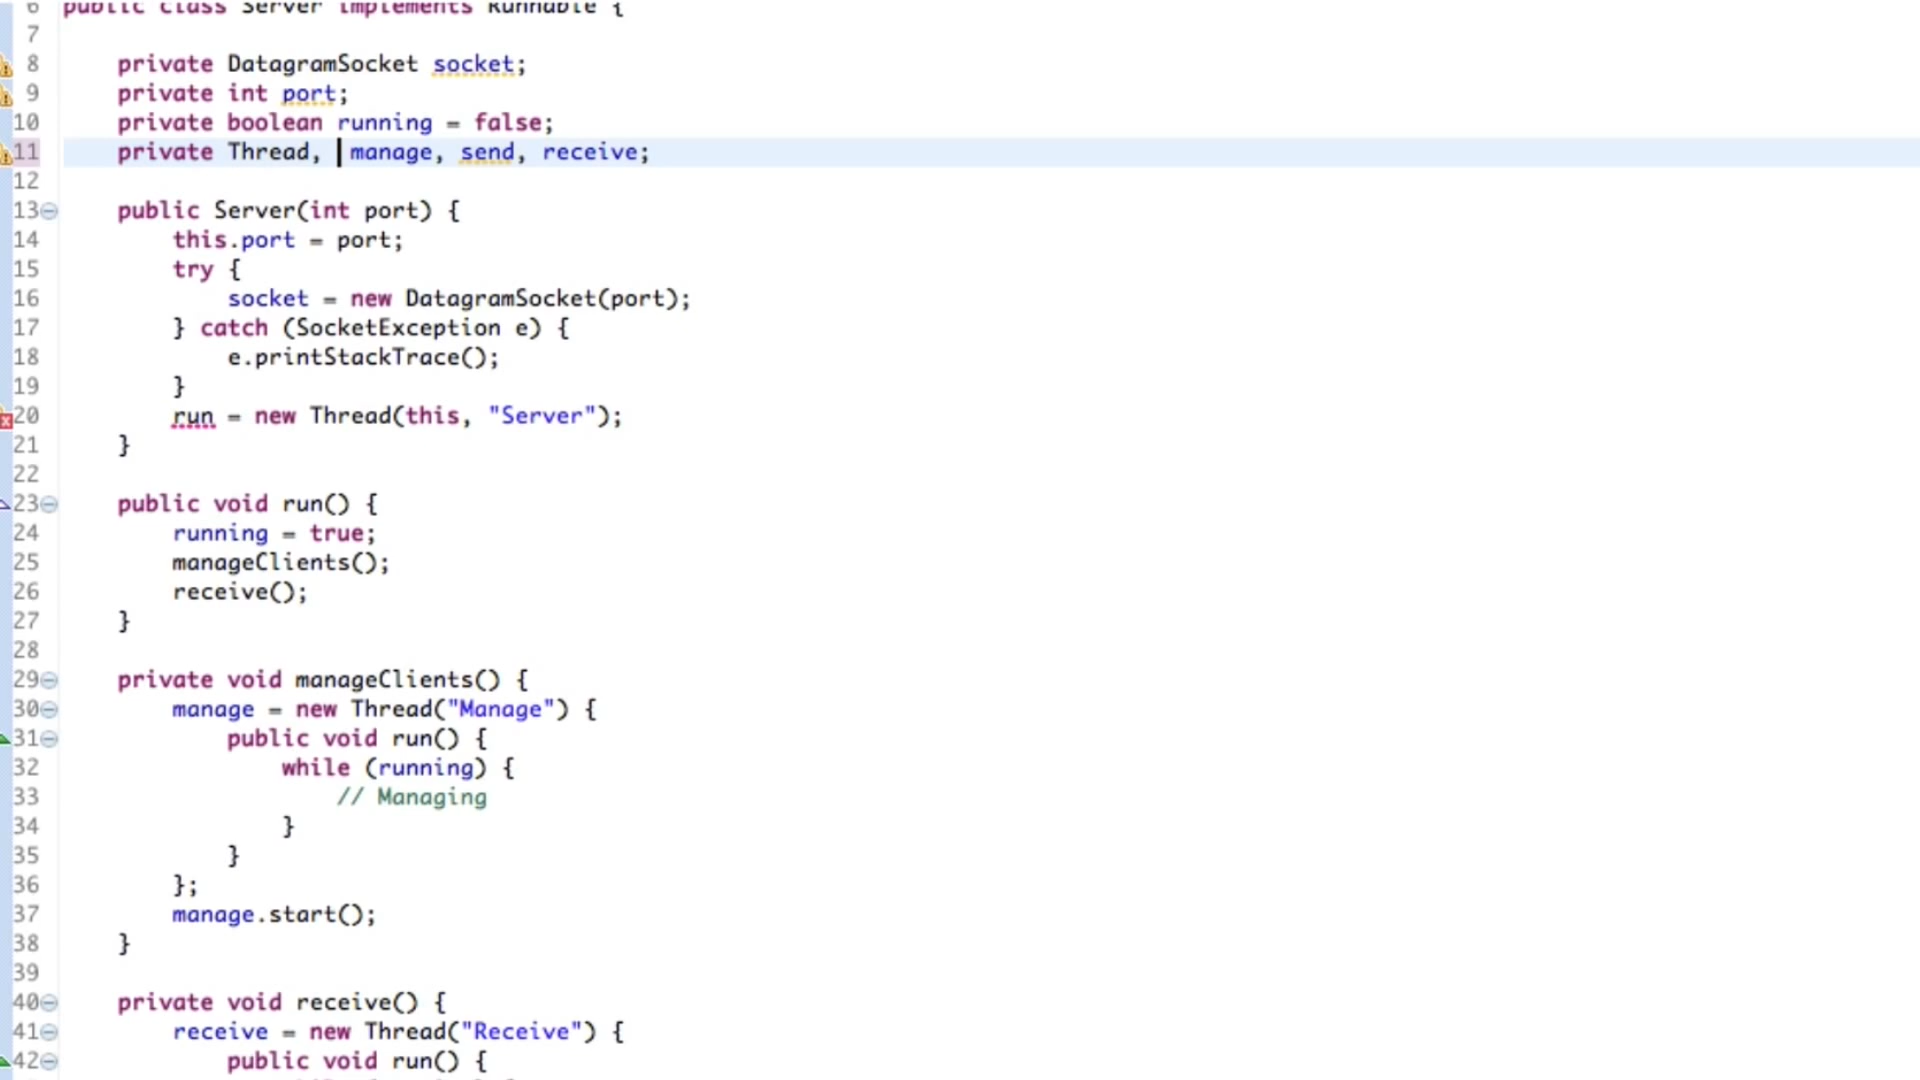 6 public class Server implements Runnable {
7
8 private DatagramSocket socket;
9 private int port;
10 private boolean running = false;
11 private Thread, manage, send, receive;
12
13 public Server(int port) {
14 this.port = port;
15 try {
16 socket = new DatagramSocket(port);
17 } catch (SocketException e) {
18 e.printStackTrace();
19 }
20 run = new Thread(this, "Server");
21 }
22
23 public void run() {
24 running = true;
25 manageClients();
26 receive();
27 }
28
29 private void manageClients() {
30 manage = new Thread("Manage") {
31 public void run() {
32 while (running) {
33 // Managing
34 }
35 }
36 };
37 manage.start();
38 }
39
40 private void receive() {
41 receive = new Thread("Receive") {
42 public void run() {